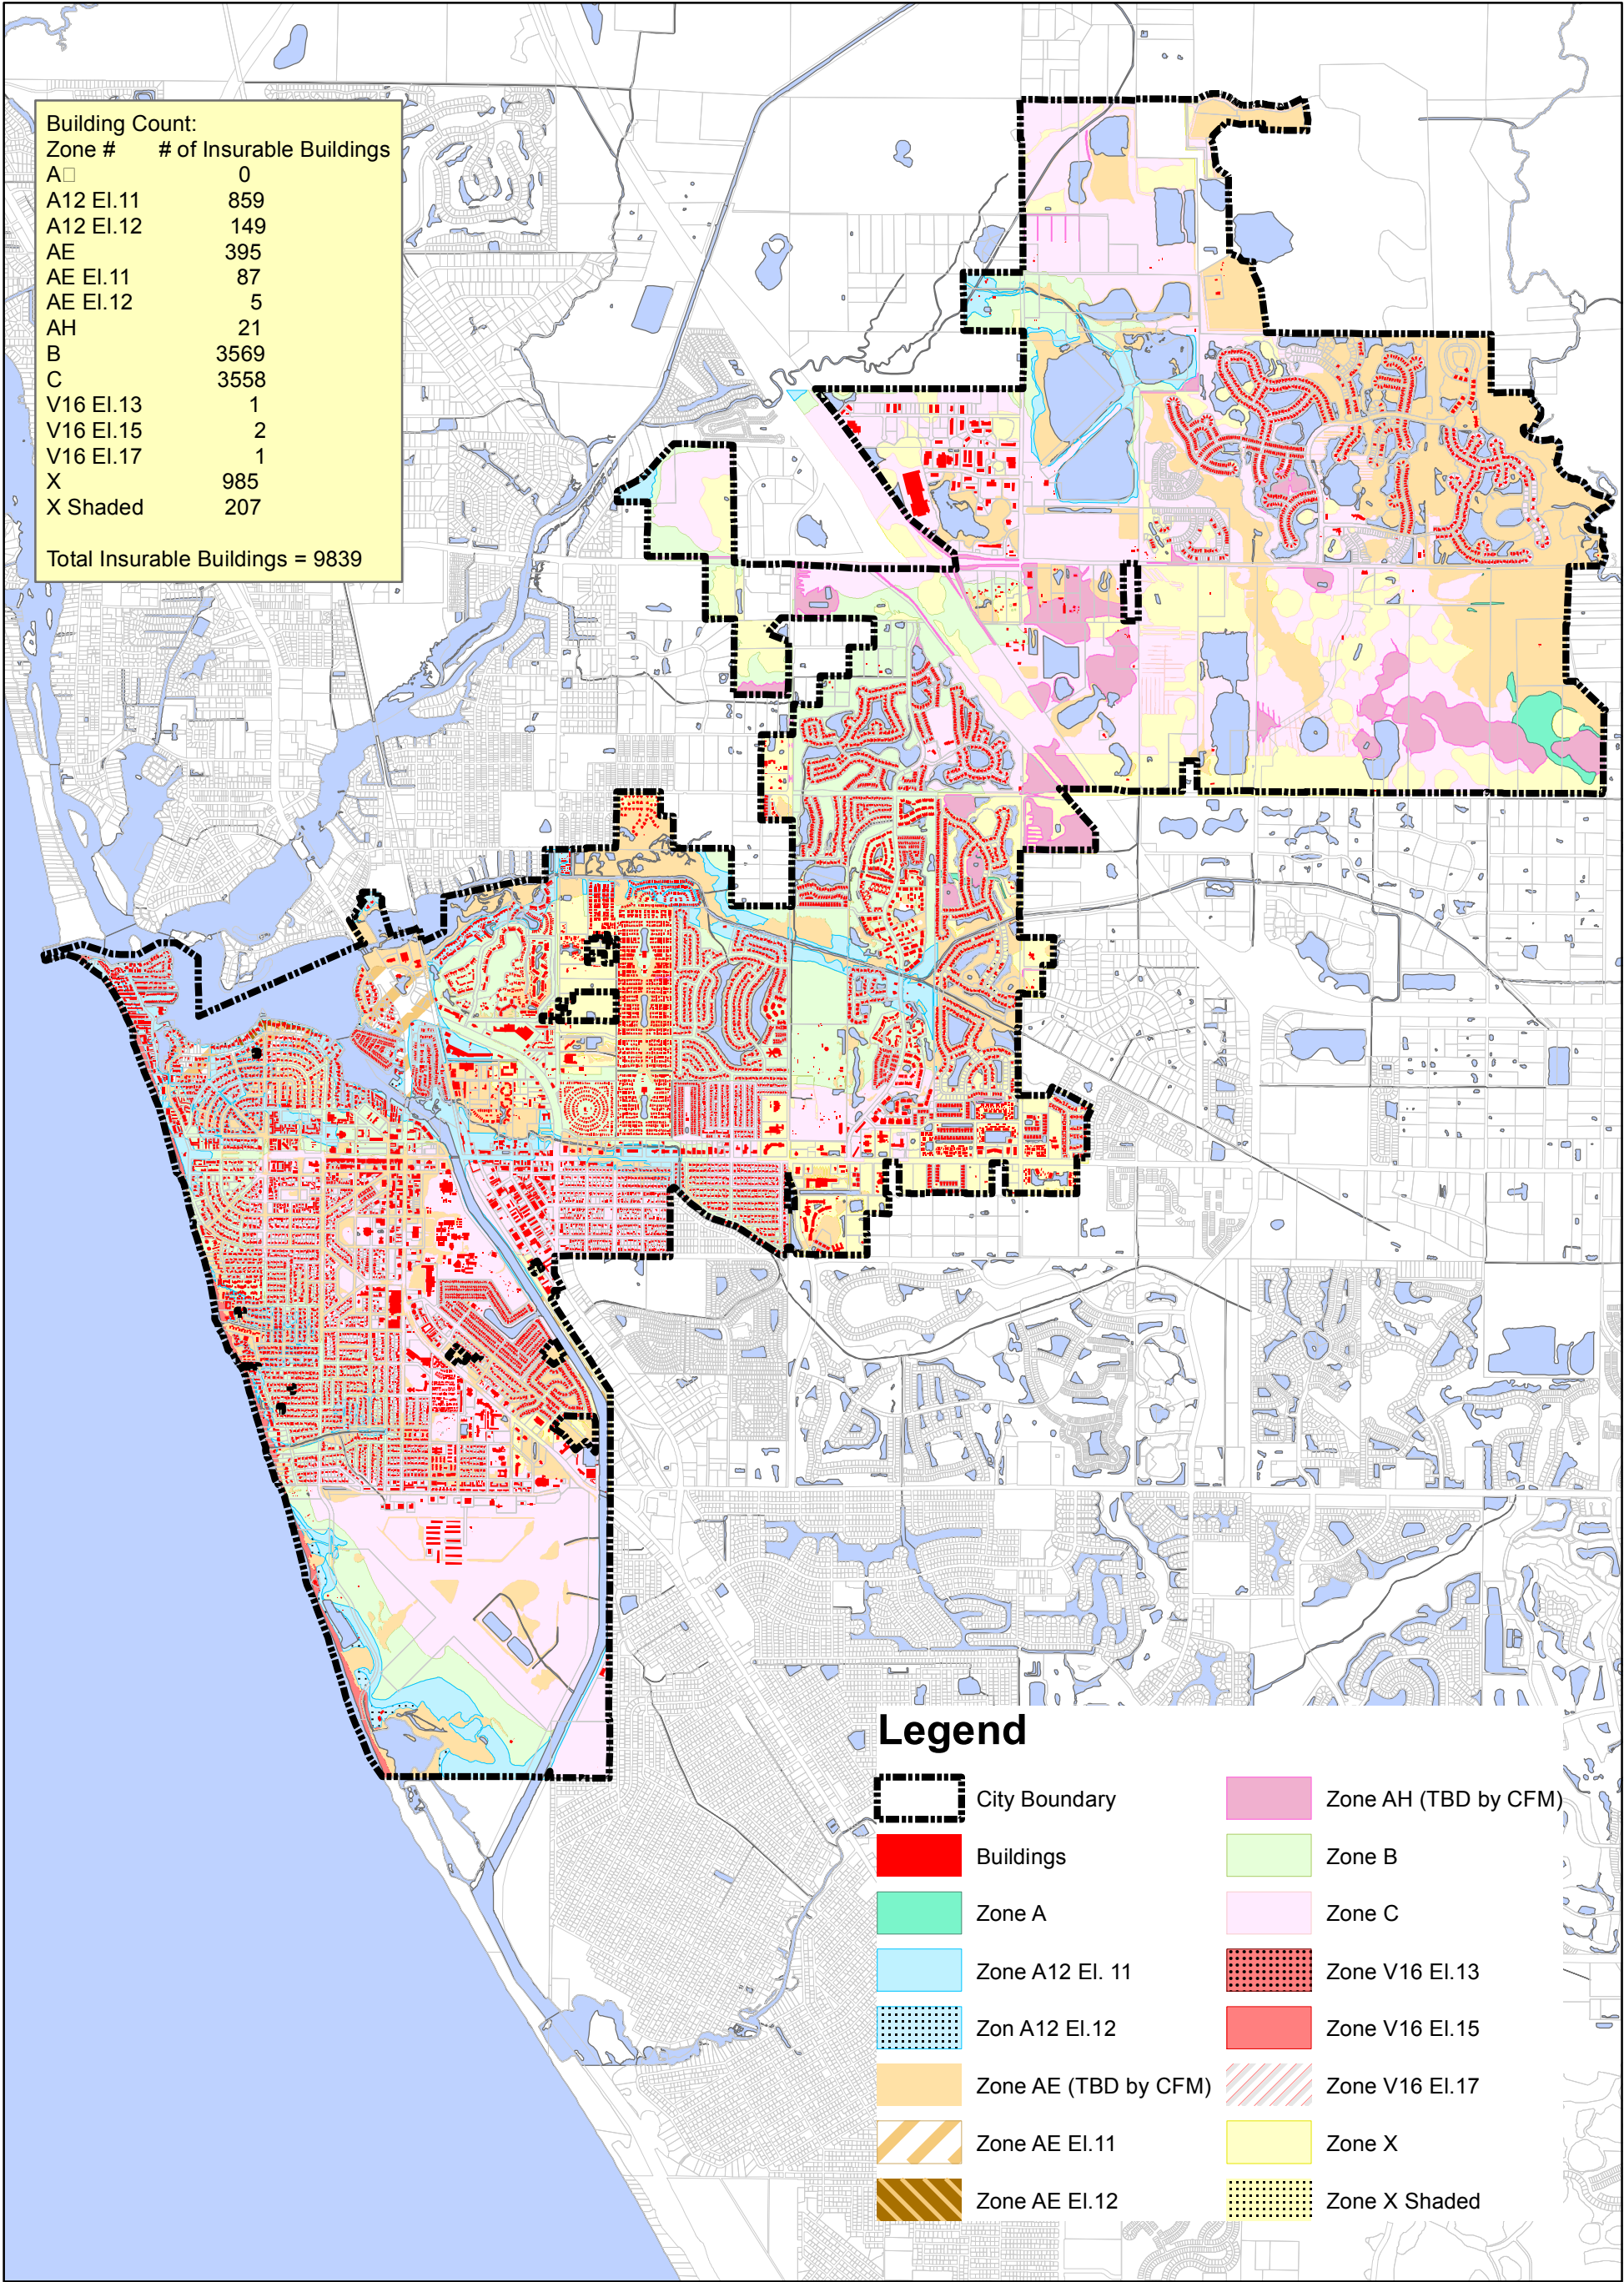 Building Count:
Zone # # of Insurable Buildings
A□ 0
A12 El.11 859
A12 El.12 149
AE 395
AE El.11 87
AE El.12 5
AH 21
B 3569
C 3558
V16 El.13 1
V16 El.15 2
V16 El.17 1
X 985
X Shaded 207
Total Insurable Buildings = 9839
Legend
City Boundary
Buildings
Zone A
Zone A12 El. 11
Zon A12 El.12
Zone AE (TBD by CFM)
Zone AE El.11
Zone AE El.12
Zone AH (TBD by CFM)
Zone B
Zone C
Zone V16 El.13
Zone V16 El.15
Zone V16 El.17
Zone X
Zone X Shaded